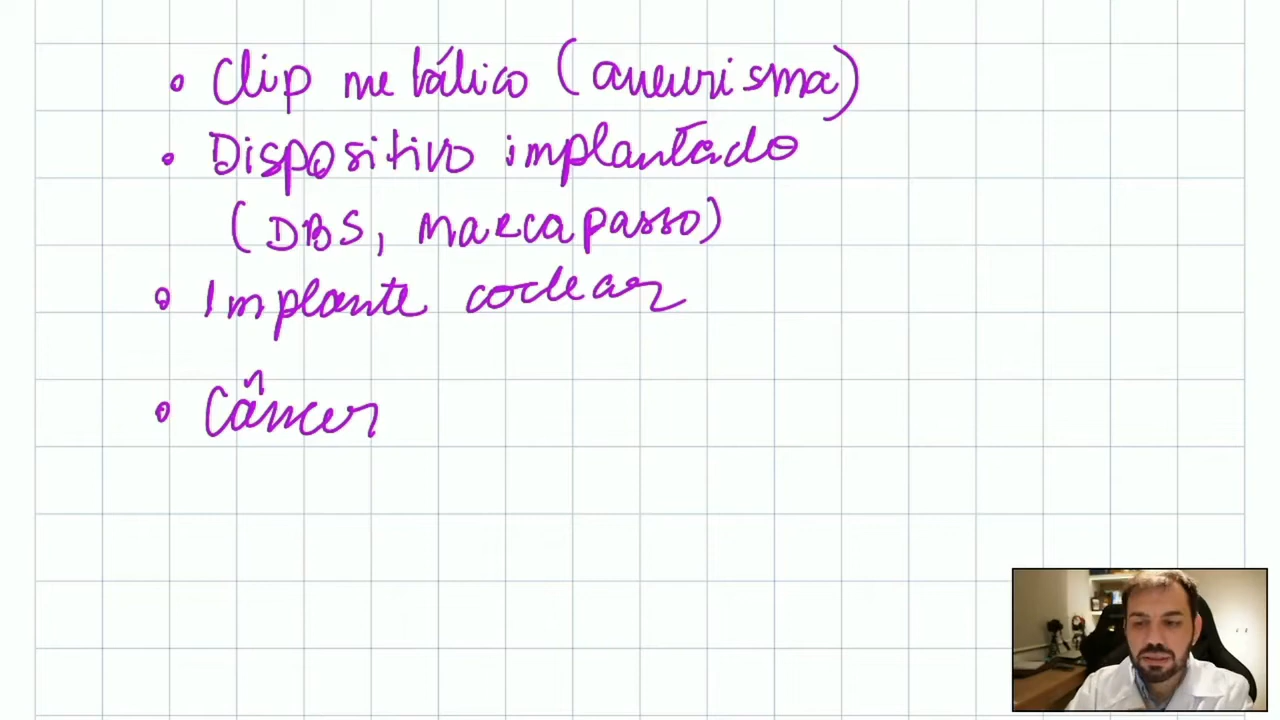 • Clip metálico (aneurisma)
• Dispositivo implantado
(DBS, Marcapasso)
• Implante coclear
• Câncer